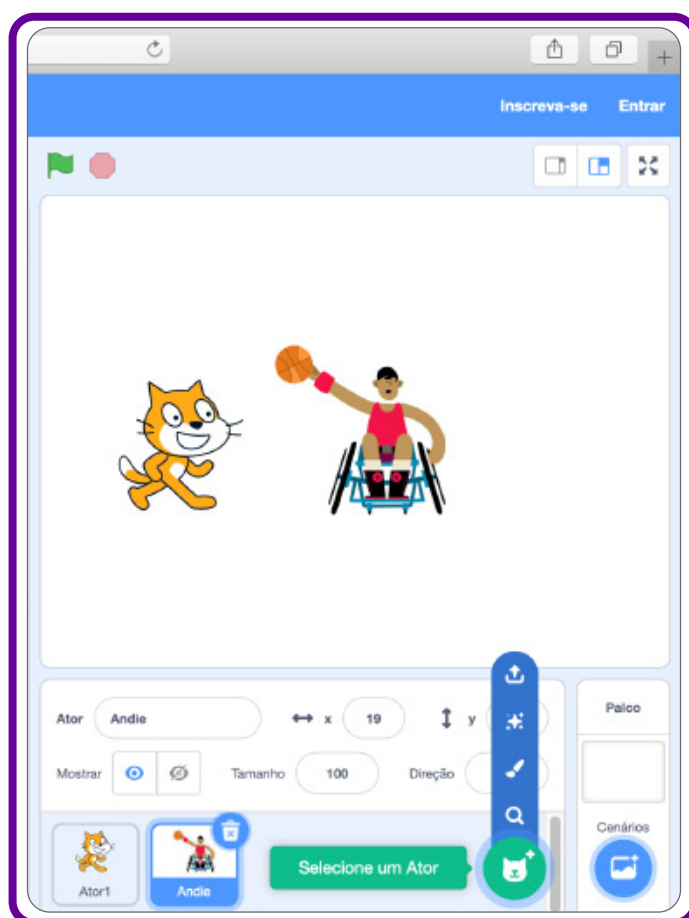 Inscreva-se Entrar
Ator Andie x 19 y
Palco
Mostrar Tamanho 100 Direção
Cenários
Selecione um Ator
Ator1 Andie